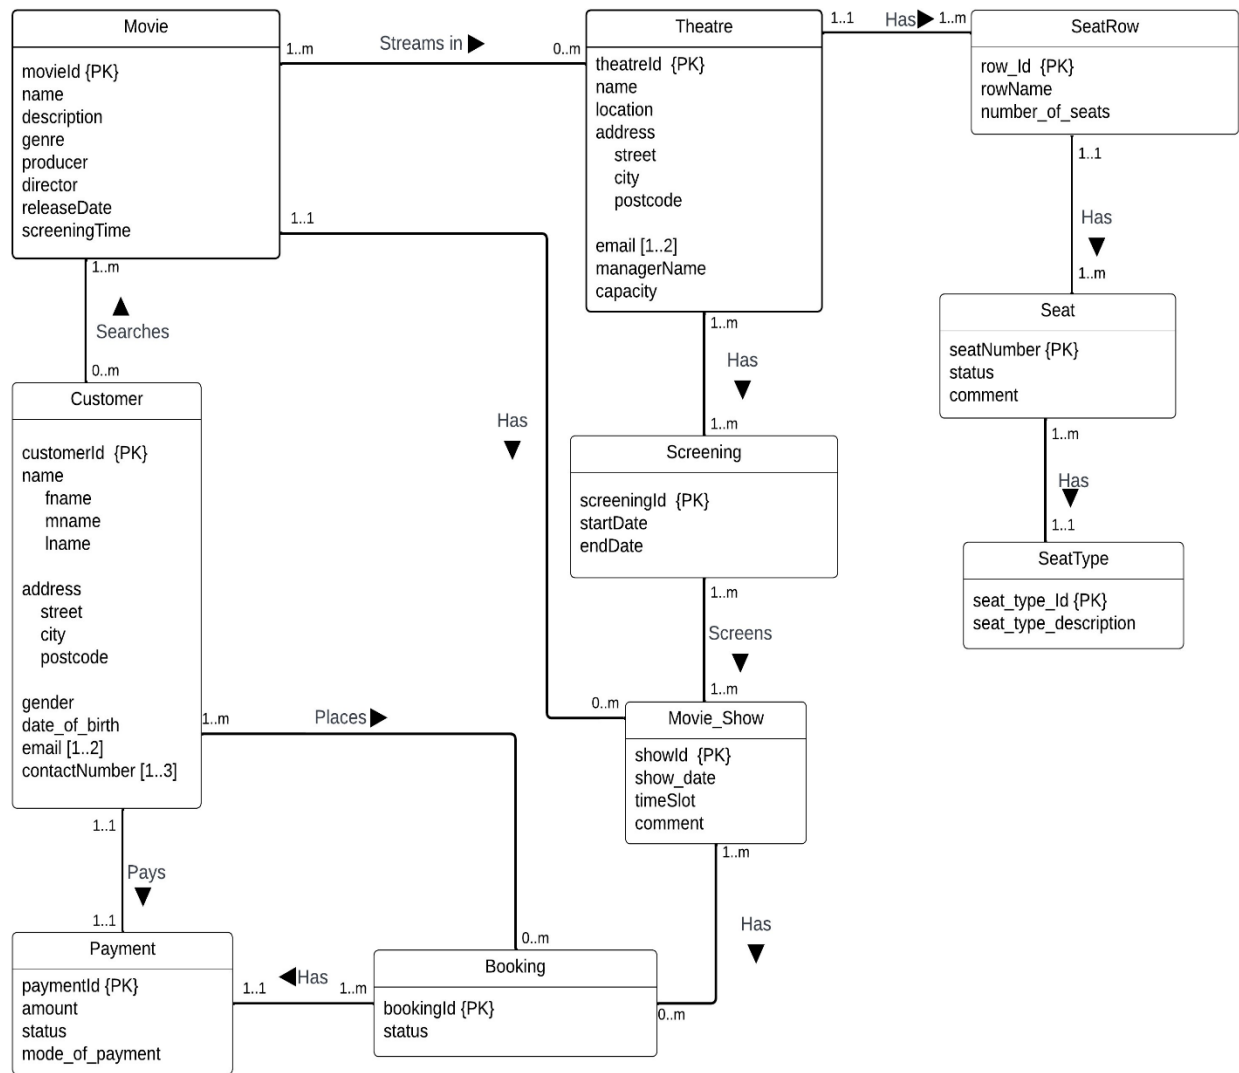 Movie
movieId {PK}
name
description
genre
producer
director
releaseDate
screeningTime
1..m
Streams in
0..m
Theatre
theatreId {PK}
name
location
address
street
city
postcode
email [1..2]
managerName
capacity
1..1
Has
1..m
SeatRow
row_Id {PK}
rowName
number_of_seats
1..1
Has
1..m
Seat
seatNumber {PK}
status
comment
1..m
Has
1..1
SeatType
seat_type_Id {PK}
seat_type_description
1..1
Has
0..m
1..m
Searches
0..m
Customer
customerId {PK}
name
fname
mname
lname
address
street
city
postcode
gender
date_of_birth
email [1..2]
contactNumber [1..3]
1..m
Has
1..m
Screening
screeningId {PK}
startDate
endDate
1..m
Screens
1..m
Movie_Show
showId {PK}
show_date
timeSlot
comment
1..m
Places
0..m
1..m
Has
0..m
1..1
Pays
1..1
Payment
paymentId {PK}
amount
status
mode_of_payment
1..1
Has
1..m
Booking
bookingId {PK}
status